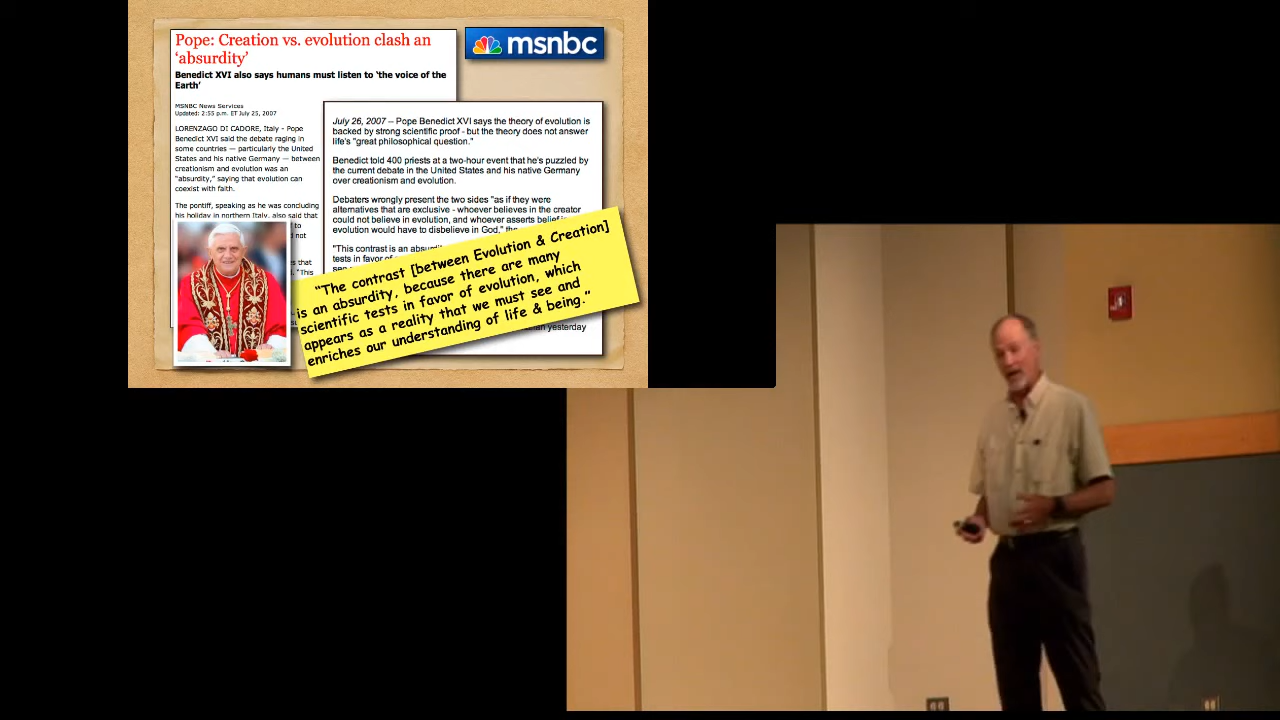 Pope: Creation vs. evolution clash an
‘absurdity’
Benedict XVI also says humans must listen to ‘the voice of the
Earth’
MSNBC News Services
Updated: 2:55 p.m. ET July 25, 2007
LORENZAGO DI CADORE, Italy - Pope
Benedict XVI said the debate raging in
some countries — particularly the United
States and his native Germany — between
creationism and evolution was an
“absurdity,” saying that evolution can
coexist with faith.
The pontiff, speaking as he was concluding
his holiday in northern Italy, also said that
msnbc
July 26, 2007 -- Pope Benedict XVI says the theory of evolution is
backed by strong scientific proof - but the theory does not answer
life's "great philosophical question."
Benedict told 400 priests at a two-hour event that he's puzzled by
the current debate in the United States and his native Germany
over creationism and evolution.
Debaters wrongly present the two sides "as if they were
alternatives that are exclusive - whoever believes in the creator
could not believe in evolution, and whoever asserts belief
evolution would have to disbelieve in God," the
"This contrast is an
tests in favor of
yesterday
“The contrast [between Evolution & Creation]
is an absurdity, because there are many
scientific tests in favor of evolution, which
appears as a reality that we must see and
enriches our understanding of life & being.”